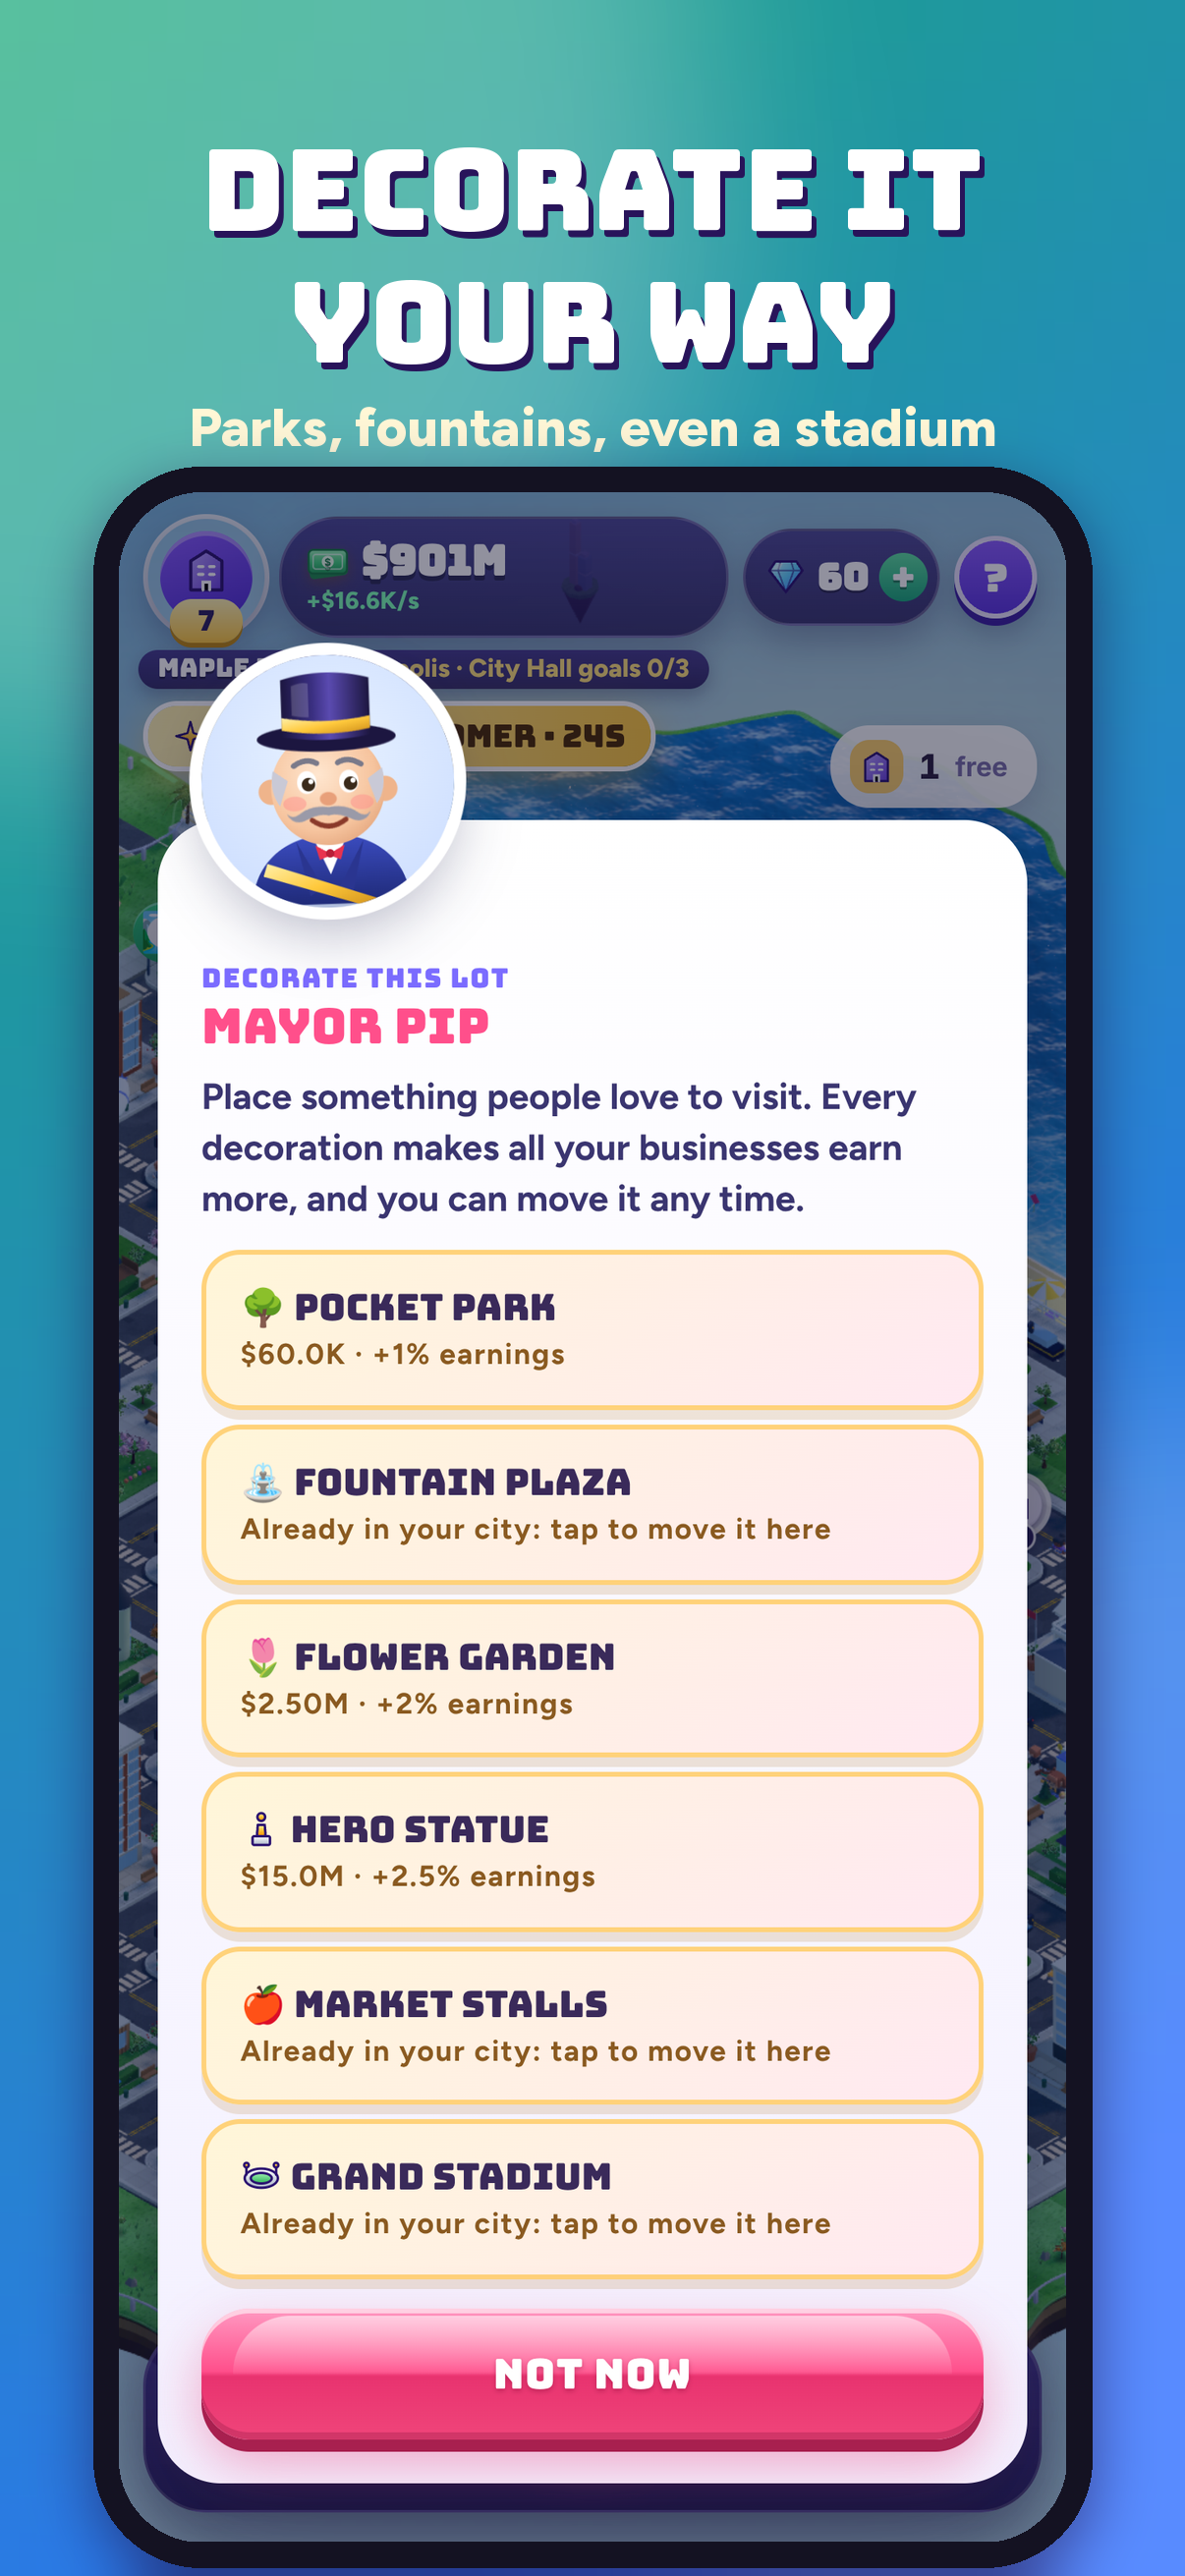 DECORATE IT
YOUR WAY
Parks, fountains, even a stadium
$901M
+$16.6K/s
60 +
?
7
MAPLE
· City Hall goals 0/3
24S
1 free
DECORATE THIS LOT
MAYOR PIP
Place something people love to visit. Every
decoration makes all your businesses earn
more, and you can move it any time.
POCKET PARK
$60.0K · +1% earnings
FOUNTAIN PLAZA
Already in your city: tap to move it here
FLOWER GARDEN
$2.50M · +2% earnings
HERO STATUE
$15.0M · +2.5% earnings
MARKET STALLS
Already in your city: tap to move it here
GRAND STADIUM
Already in your city: tap to move it here
NOT NOW